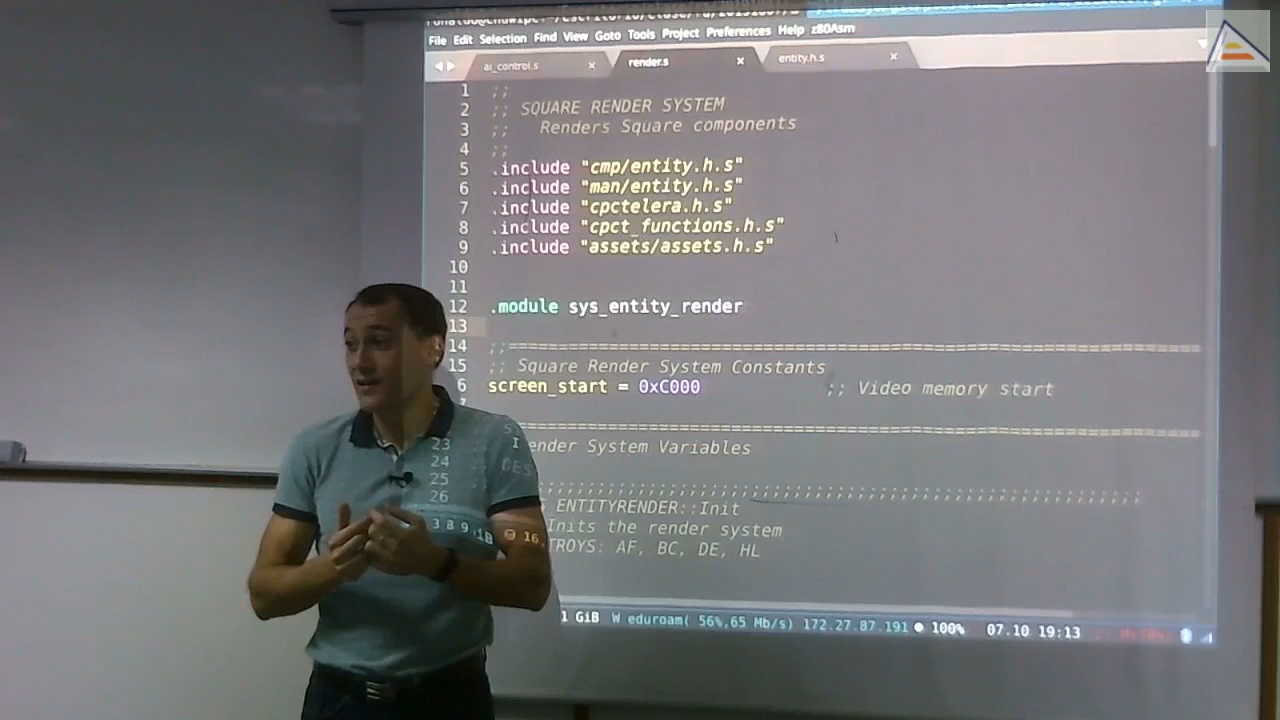 File Edit Selection Find View Goto Tools Project Preferences Help z80Asm
ai_control.s × render.s × entity.h.s ×
1 ;;
2 ;; SQUARE RENDER SYSTEM
3 ;; Renders Square components
4 ;;
5 .include "cmp/entity.h.s"
6 .include "man/entity.h.s"
7 .include "cpctelera.h.s"
8 .include "cpct_functions.h.s"
9 .include "assets/assets.h.s"
10
11
12 .module sys_entity_render
13
14 ;;====================================================================
15 ;; Square Render System Constants
6 screen_start = 0xC000 ;; Video memory start
====================================================================
ender System Variables
;;;;;;;;;;;;;;;;;;;;;;;;;;;;;;;;;;;;;;;;;;;;;;;;;;;;;;;;;;;;
23 ENTITYRENDER::Init
24 Inits the render system
25 TROYS: AF, BC, DE, HL
26
1 GiB W eduroam( 56%,65 Mb/s) 172.27.87.191 100% 07.10 19:13